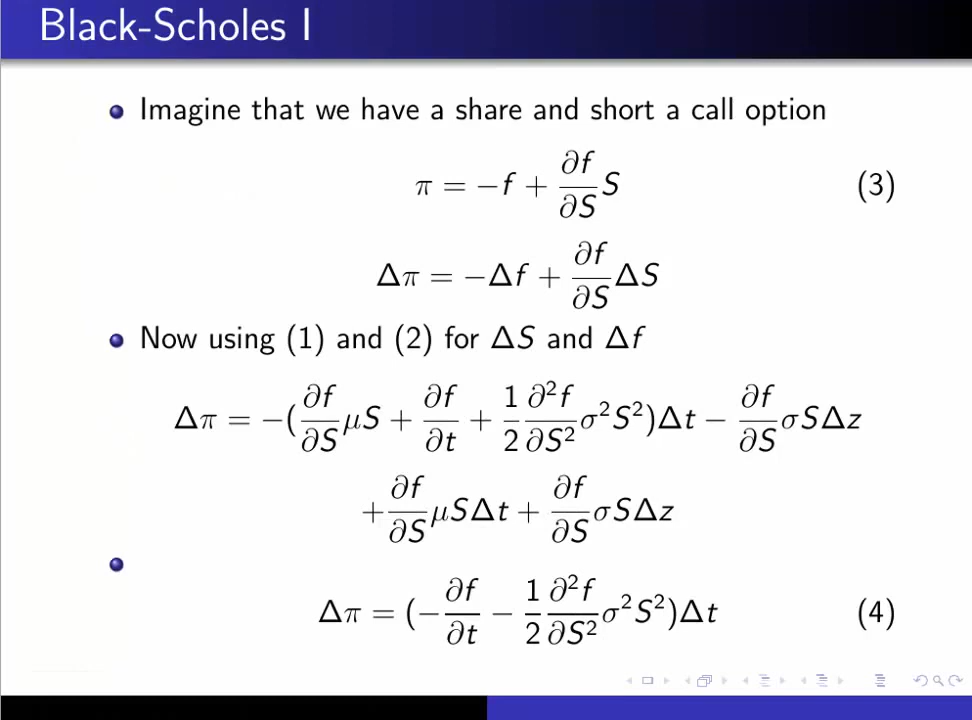 Black-Scholes I
Imagine that we have a share and short a call option
π = −f + ∂f/∂S S (3)
Δπ = −Δf + ∂f/∂S ΔS
Now using (1) and (2) for ΔS and Δf
Δπ = −(∂f/∂S μS + ∂f/∂t + 1/2 ∂²f/∂S² σ²S²)Δt − ∂f/∂S σSΔz
+∂f/∂S μSΔt + ∂f/∂S σSΔz
Δπ = (−∂f/∂t − 1/2 ∂²f/∂S² σ²S²)Δt (4)